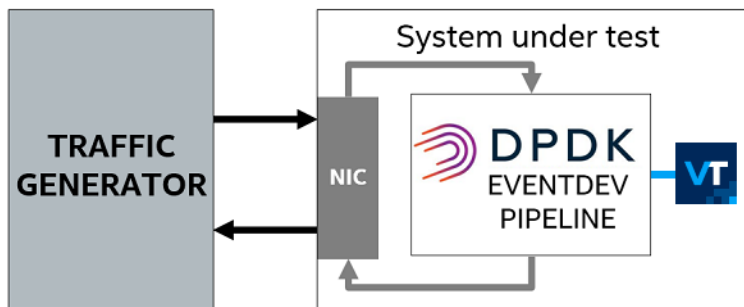 System under test
TRAFFIC
GENERATOR
NIC
DPDK
EVENTDEV
PIPELINE
VT